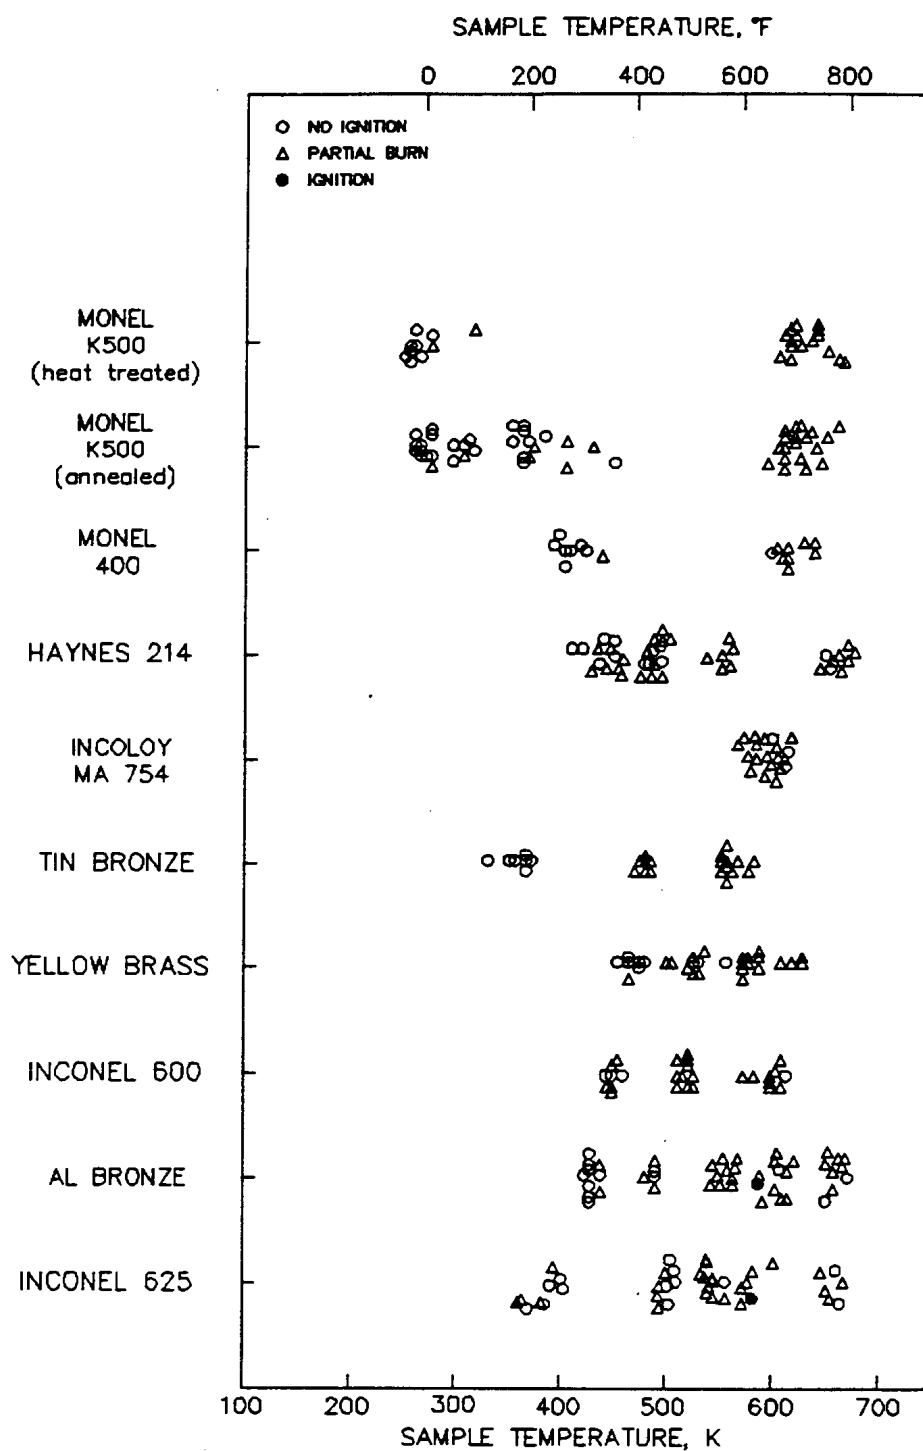 SAMPLE TEMPERATURE, °F
0 200 400 600 800
NO IGNITION
PARTIAL BURN
IGNITION
MONEL
K500
(heat treated)
MONEL
K500
(annealed)
MONEL
400
HAYNES 214
INCOLOY
MA 754
TIN BRONZE
YELLOW BRASS
INCONEL 600
AL BRONZE
INCONEL 625
100 200 300 400 500 600 700
SAMPLE TEMPERATURE, K